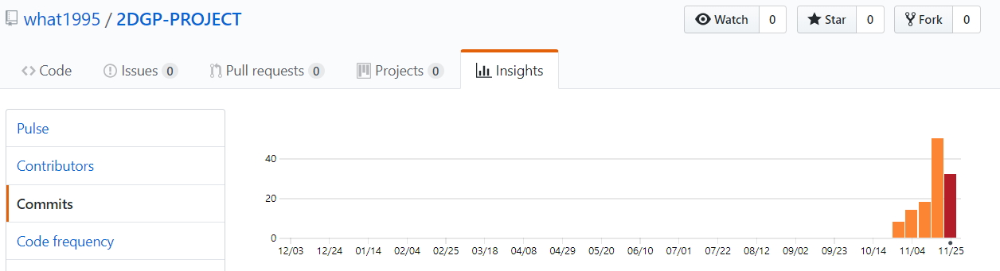 what1995 / 2DGP-PROJECT
Watch 0 Star 0 Fork 0
Code Issues 0 Pull requests 0 Projects 0 Insights
Pulse
Contributors
Commits
Code frequency
40
20
0
12/03 12/24 01/14 02/04 02/25 03/18 04/08 04/29 05/20 06/10 07/01 07/22 08/12 09/02 09/23 10/14 11/04 11/25